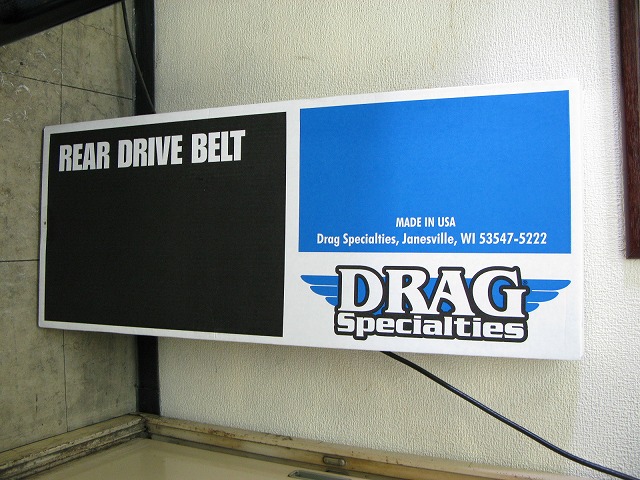 REAR DRIVE BELT
MADE IN USA
Drag Specialties, Janesville, WI 53547-5222
DRAG
Specialties